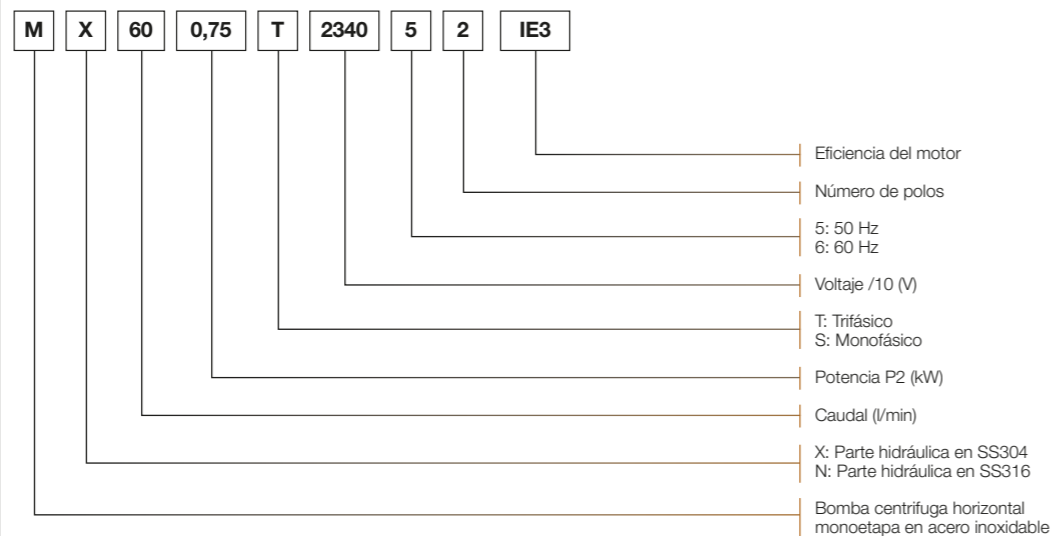 M X 60 0,75 T 2340 5 2 IE3
Eficiencia del motor
Número de polos
5: 50 Hz
6: 60 Hz
Voltaje /10 (V)
T: Trifásico
S: Monofásico
Potencia P2 (kW)
Caudal (l/min)
X: Parte hidráulica en SS304
N: Parte hidráulica en SS316
Bomba centrifuga horizontal
monoetapa en acero inoxidable